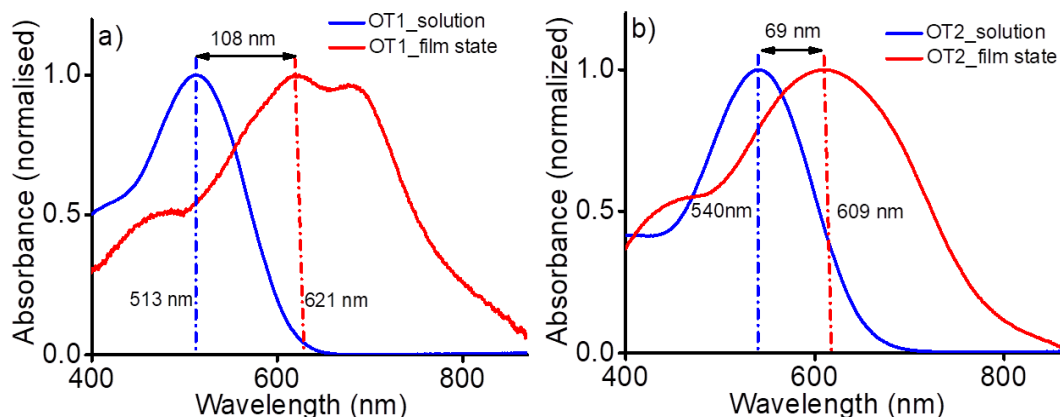 a)
OT1_solution
OT1_film state
108 nm
Absorbance (normalised)
1.0
0.5
0.0
513 nm
621 nm
400
600
800
Wavelength (nm)
b)
69 nm
OT2_solution
OT2_film state
Absorbance (normalized)
1.0
0.5
0.0
540nm
609 nm
400
600
800
Wavelength (nm)